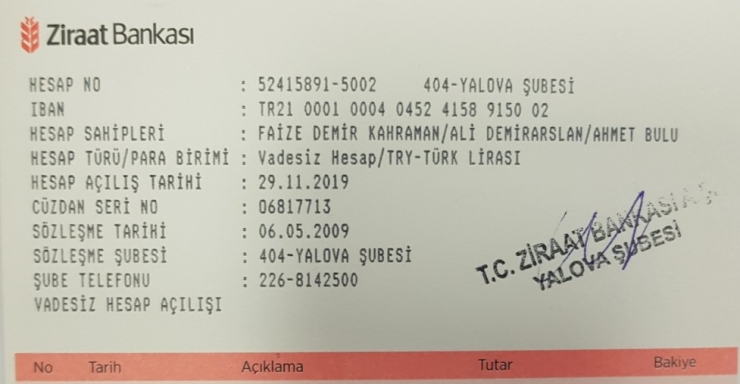 Ziraat Bankası
HESAP NO : 52415891-5002 404-YALOVA ŞUBESİ
IBAN : TR21 0001 0004 0452 4158 9150 02
HESAP SAHİPLERİ : FAİZE DEMİR KAHRAMAN/ALİ DEMİRARSLAN/AHMET BULU
HESAP TÜRÜ/PARA BİRİMİ : Vadesiz Hesap/TRY-TÜRK LİRASI
HESAP AÇILIŞ TARİHİ : 29.11.2019
CÜZDAN SERİ NO : 06817713
SÖZLEŞME TARİHİ : 06.05.2009
SÖZLEŞME ŞUBESİ : 404-YALOVA ŞUBESİ
ŞUBE TELEFONU : 226-8142500
VADESİZ HESAP AÇILIŞI
T.C. ZİRAAT BANKASI A.Ş.
YALOVA ŞUBESİ
No Tarih Açıklama Tutar Bakiye